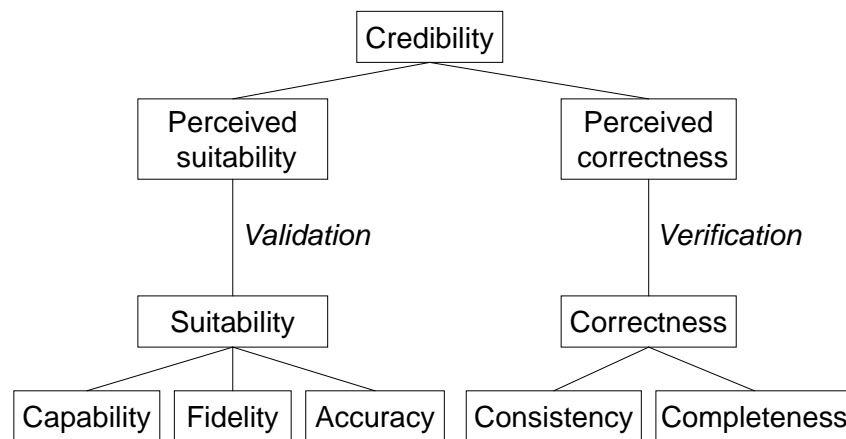 Credibility
Perceived
suitability
Perceived
correctness
Validation
Verification
Suitability
Correctness
Capability
Fidelity
Accuracy
Consistency
Completeness